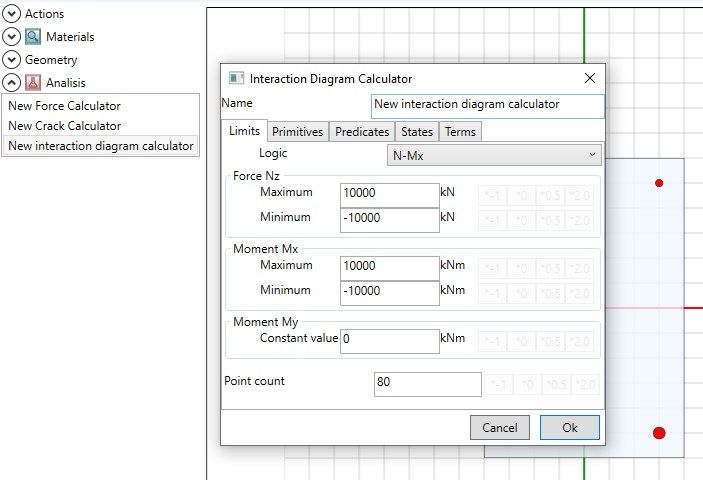 Actions
Materials
Geometry
Analisis
New Force Calculator
New Crack Calculator
New interaction diagram calculator
Interaction Diagram Calculator
Name New interaction diagram calculator
Limits Primitives Predicates States Terms
Logic N-Mx
Force Nz
Maximum 10000 kN *-1 *0 *0.5 *2.0
Minimum -10000 kN *-1 *0 *0.5 *2.0
Moment Mx
Maximum 10000 kNm *-1 *0 *0.5 *2.0
Minimum -10000 kNm *-1 *0 *0.5 *2.0
Moment My
Constant value 0 kNm *-1 *0 *0.5 *2.0
Point count 80 *-1 *0 *0.5 *2.0
Cancel Ok